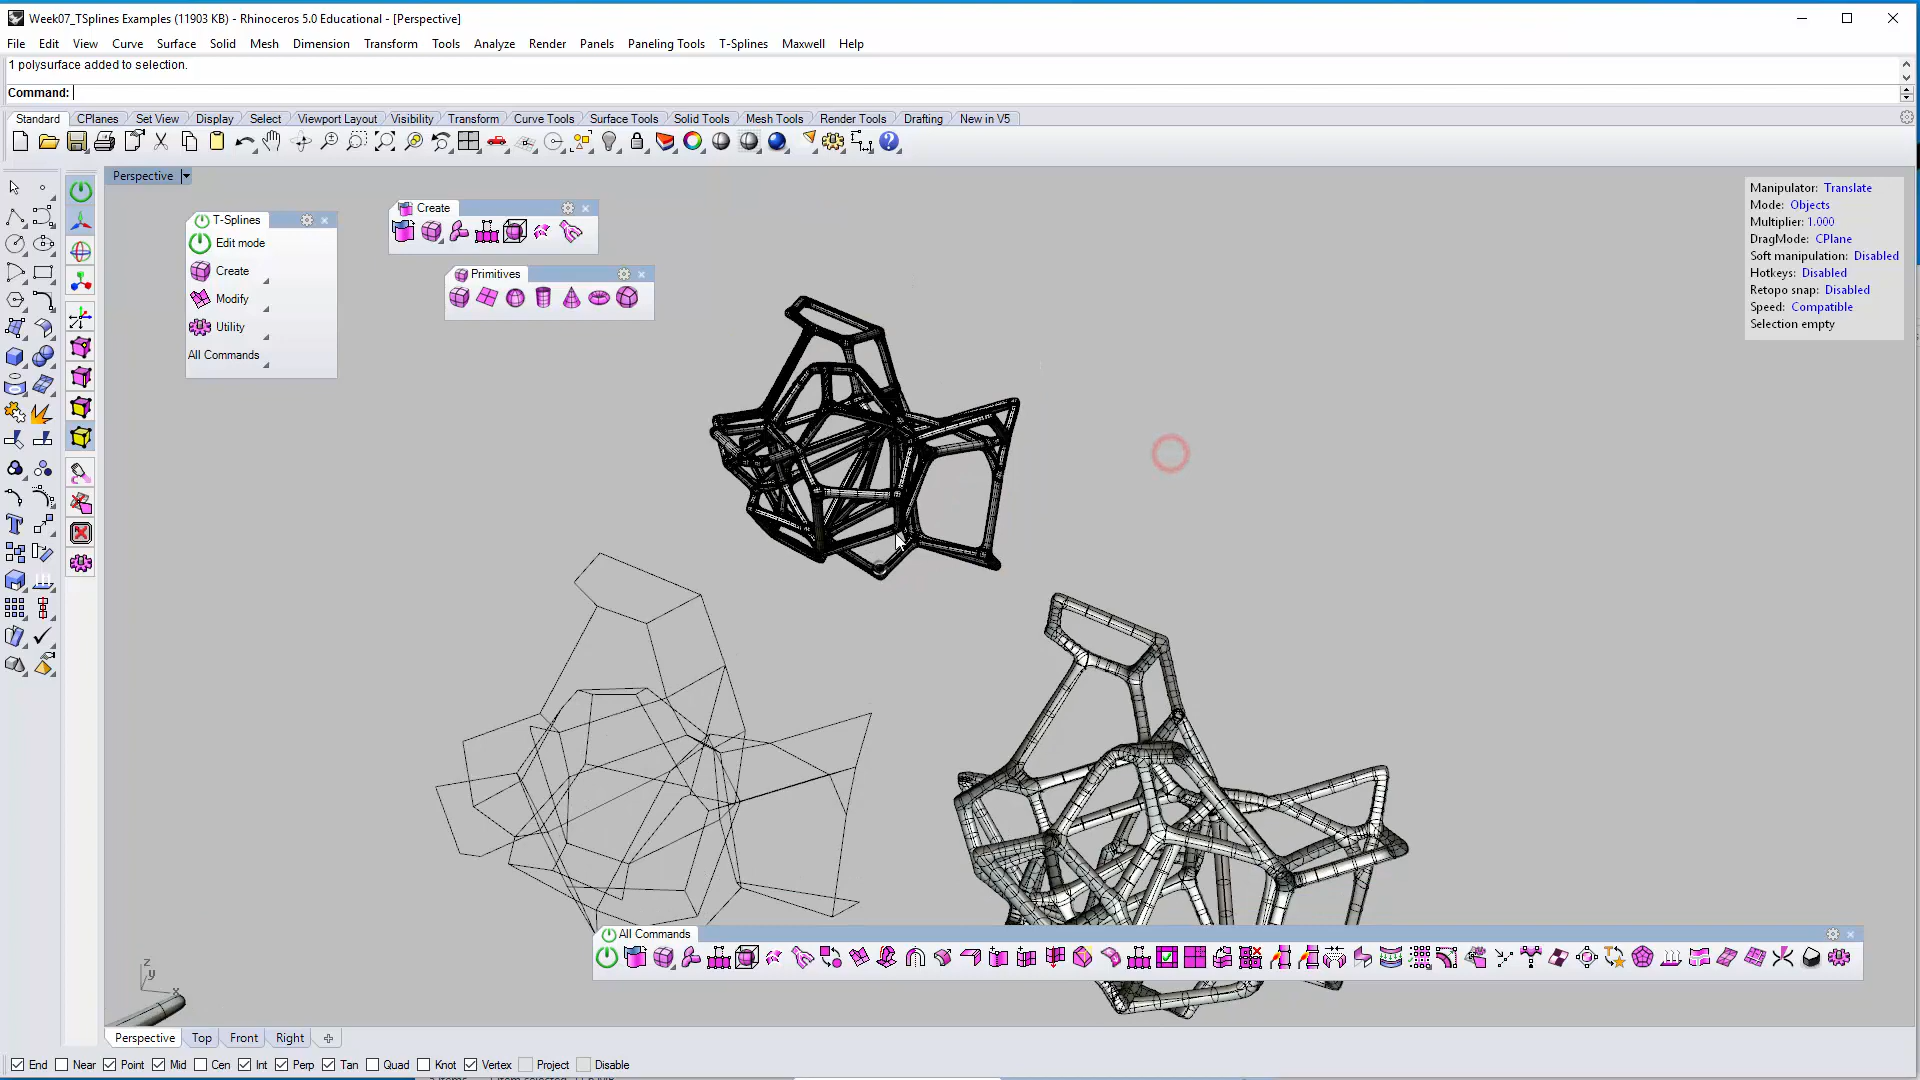 Week07_TSplines Examples (11903 KB) - Rhinoceros 5.0 Educational - [Perspective]
File Edit View Curve Surface Solid Mesh Dimension Transform Tools Analyze Render Panels Paneling Tools T-Splines Maxwell Help
1 polysurface added to selection.
Command:
Standard CPlanes Set View Display Select Viewport Layout Visibility Transform Curve Tools Surface Tools Solid Tools Mesh Tools Render Tools Drafting New in V5
Perspective
T-Splines
Edit mode
Create
Modify
Utility
All Commands
Create
Primitives
Manipulator: Translate
Mode: Objects
Multiplier: 1.000
DragMode: CPlane
Soft manipulation: Disabled
Hotkeys: Disabled
Retopo snap: Disabled
Speed: Compatible
Selection empty
All Commands
z
y
x
Perspective Top Front Right
End Near Point Mid Cen Int Perp Tan Quad Knot Vertex Project Disable